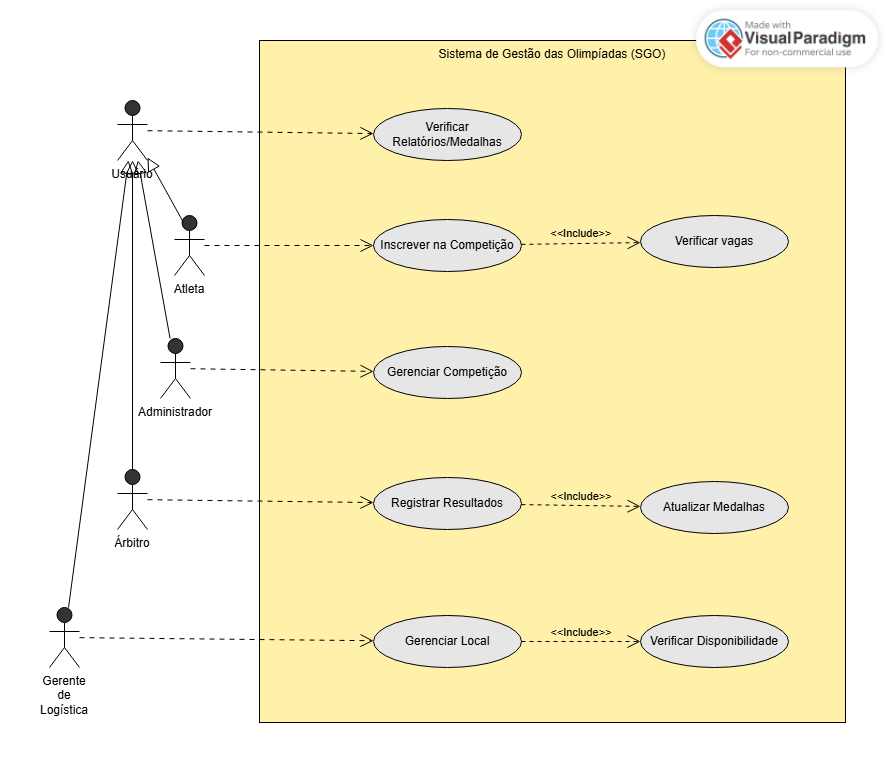 Made with
VisualParadigm
For non-commercial use
Sistema de Gestão das Olimpíadas (SGO)
Verificar
Relatórios/Medalhas
Usuário
Inscrever na Competição
<<Include>>
Verificar vagas
Atleta
Gerenciar Competição
Administrador
Registrar Resultados
<<Include>>
Atualizar Medalhas
Árbitro
Gerenciar Local
<<Include>>
Verificar Disponibilidade
Gerente
de
Logística